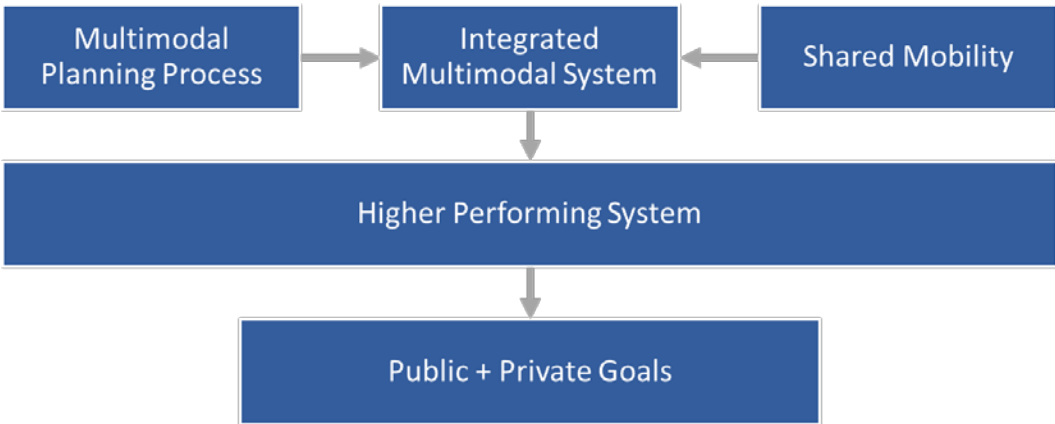 Multimodal
Planning Process
Integrated
Multimodal System
Shared Mobility
Higher Performing System
Public + Private Goals